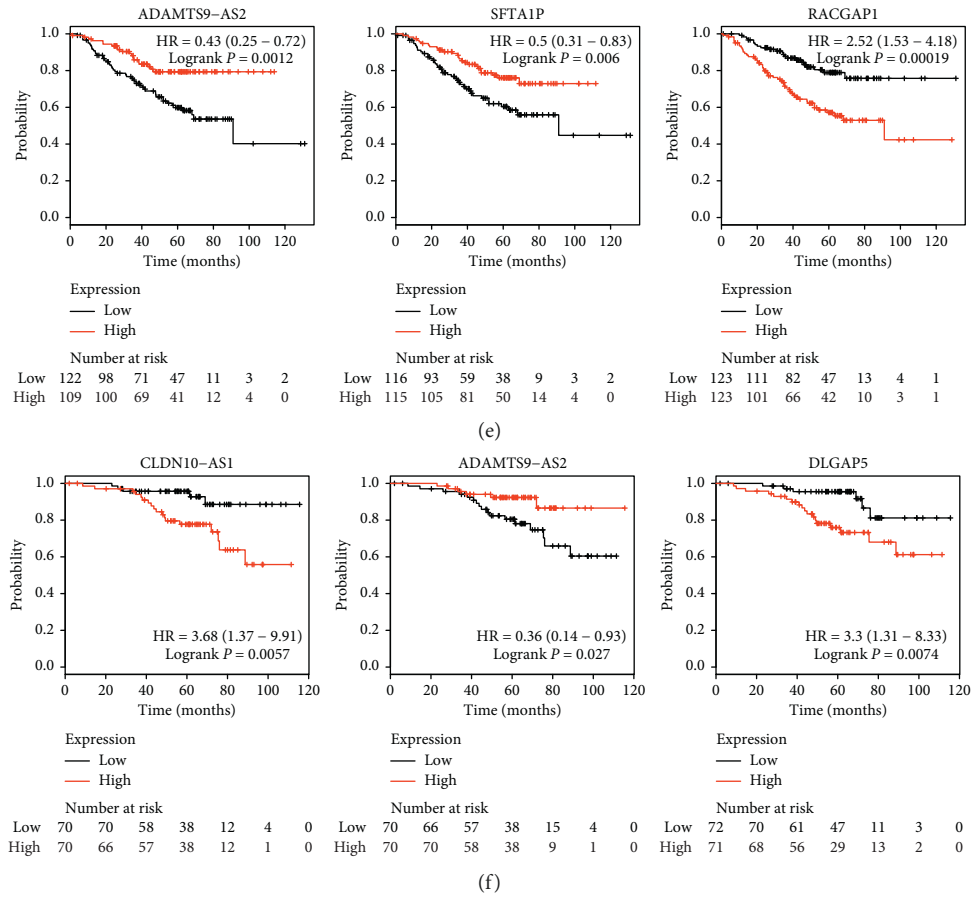 ADAMTS9−AS2
HR = 0.43 (0.25 − 0.72)
Logrank P = 0.0012
Probability
1.0
0.8
0.6
0.4
0.2
0.0
0 20 40 60 80 100 120
Time (months)
Expression
Low
High
Number at risk
Low 122 98 71 47 11 3 2
High 109 100 69 41 12 4 0
SFTA1P
HR = 0.5 (0.31 − 0.83)
Logrank P = 0.006
Probability
1.0
0.8
0.6
0.4
0.2
0.0
0 20 40 60 80 100 120
Time (months)
Expression
Low
High
Number at risk
Low 116 93 59 38 9 3 2
High 115 105 81 50 14 4 0
RACGAP1
HR = 2.52 (1.53 − 4.18)
Logrank P = 0.00019
Probability
1.0
0.8
0.6
0.4
0.2
0.0
0 20 40 60 80 100 120
Time (months)
Expression
Low
High
Number at risk
Low 123 111 82 47 13 4 1
High 123 101 66 42 10 3 1
(e)
CLDN10−AS1
Probability
1.0
0.8
0.6
0.4
0.2
0.0
HR = 3.68 (1.37 − 9.91)
Logrank P = 0.0057
0 20 40 60 80 100 120
Time (months)
Expression
Low
High
Number at risk
Low 70 70 58 38 12 4 0
High 70 66 57 38 12 1 0
ADAMTS9−AS2
Probability
1.0
0.8
0.6
0.4
0.2
0.0
HR = 0.36 (0.14 − 0.93)
Logrank P = 0.027
0 20 40 60 80 100 120
Time (months)
Expression
Low
High
Number at risk
Low 70 66 57 38 15 4 0
High 70 70 58 38 9 1 0
DLGAP5
Probability
1.0
0.8
0.6
0.4
0.2
0.0
HR = 3.3 (1.31 − 8.33)
Logrank P = 0.0074
0 20 40 60 80 100 120
Time (months)
Expression
Low
High
Number at risk
Low 72 70 61 47 11 3 0
High 71 68 56 29 13 2 0
(f)